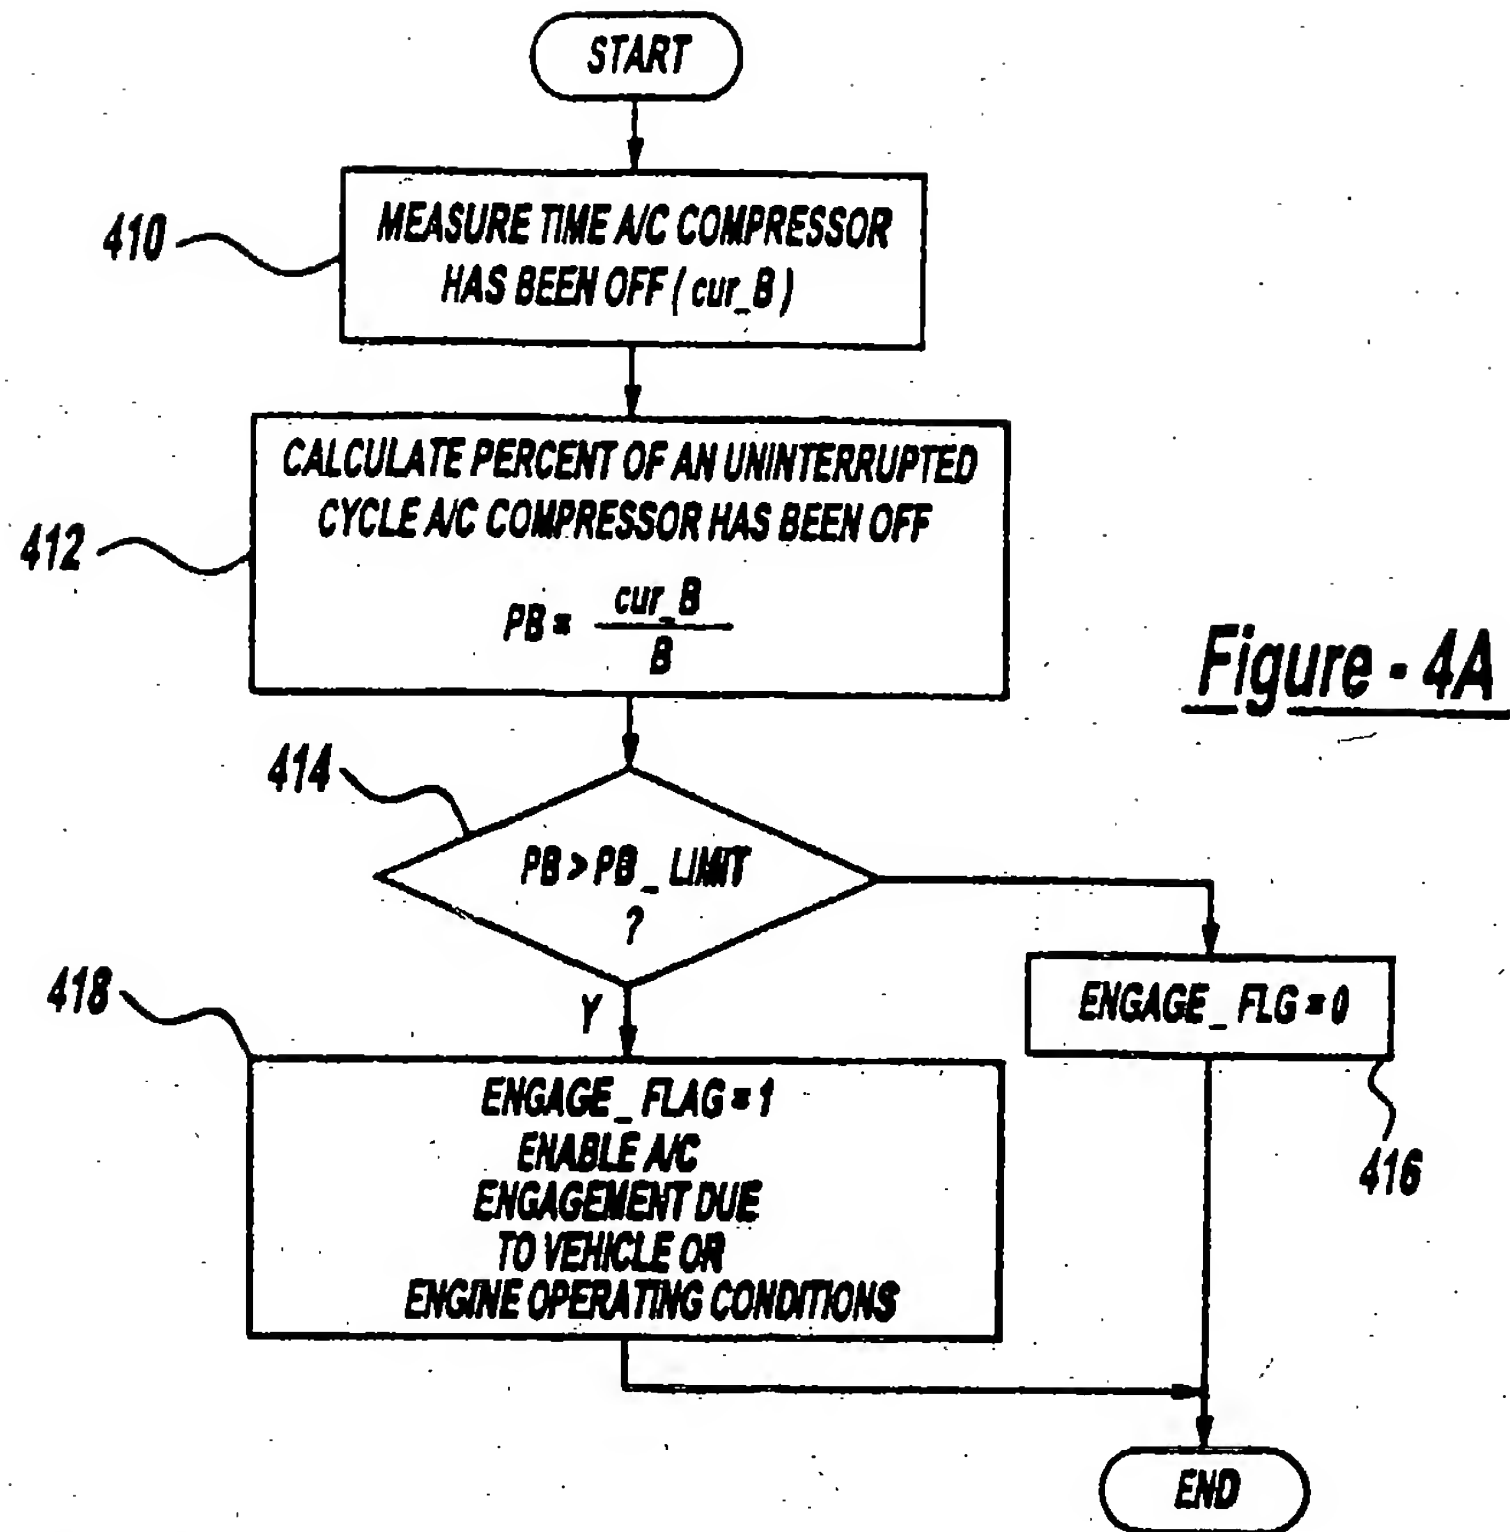 START
410
MEASURE TIME A/C COMPRESSOR
HAS BEEN OFF ( cur_B )
412
CALCULATE PERCENT OF AN UNINTERRUPTED
CYCLE A/C COMPRESSOR HAS BEEN OFF
PB = cur_B
B
Figure - 4A
414
PB > PB_LIMIT
?
Y
418
ENGAGE_FLG = 0
416
ENGAGE_FLAG = 1
ENABLE A/C
ENGAGEMENT DUE
TO VEHICLE OR
ENGINE OPERATING CONDITIONS
END